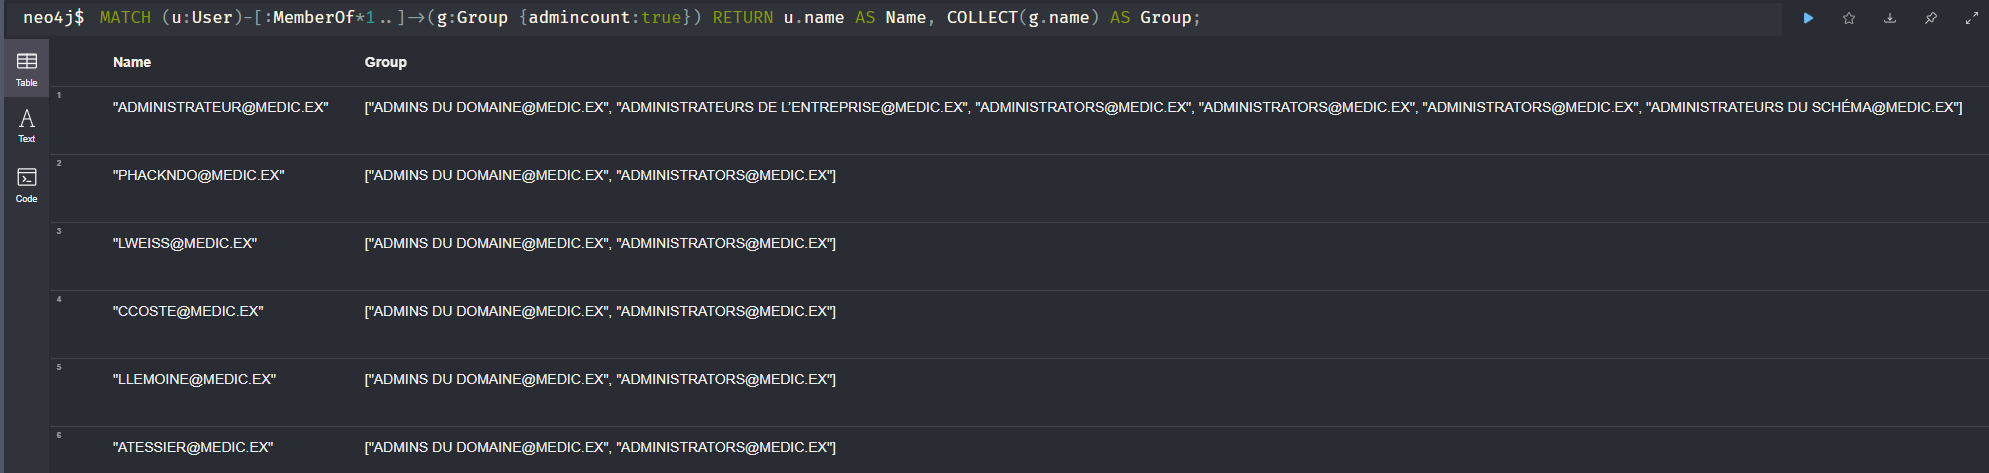 neo4j$ MATCH (u:User)-[:MemberOf*1..]->(g:Group {admincount:true}) RETURN u.name AS Name, COLLECT(g.name) AS Group;
Table
Text
Code
Name Group
1 "ADMINISTRATEUR@MEDIC.EX" ["ADMINS DU DOMAINE@MEDIC.EX", "ADMINISTRATEURS DE L’ENTREPRISE@MEDIC.EX", "ADMINISTRATORS@MEDIC.EX", "ADMINISTRATORS@MEDIC.EX", "ADMINISTRATORS@MEDIC.EX", "ADMINISTRATEURS DU SCHÉMA@MEDIC.EX"]
2 "PHACKNDO@MEDIC.EX" ["ADMINS DU DOMAINE@MEDIC.EX", "ADMINISTRATORS@MEDIC.EX"]
3 "LWEISS@MEDIC.EX" ["ADMINS DU DOMAINE@MEDIC.EX", "ADMINISTRATORS@MEDIC.EX"]
4 "CCOSTE@MEDIC.EX" ["ADMINS DU DOMAINE@MEDIC.EX", "ADMINISTRATORS@MEDIC.EX"]
5 "LLEMOINE@MEDIC.EX" ["ADMINS DU DOMAINE@MEDIC.EX", "ADMINISTRATORS@MEDIC.EX"]
6 "ATESSIER@MEDIC.EX" ["ADMINS DU DOMAINE@MEDIC.EX", "ADMINISTRATORS@MEDIC.EX"]